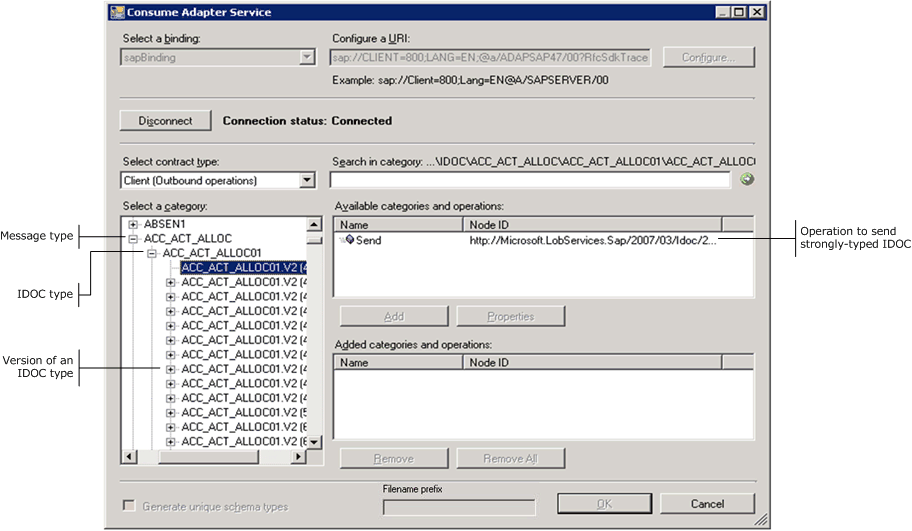 Consume Adapter Service
Select a binding:
Configure a URI:
sapBinding
sap://CLIENT=800;LANG=EN;@a/ADAPSAP47/00?RfcSdkTrace
Configure...
Example: sap://Client=800;Lang=EN@A/SAPSERVER/00
Disconnect
Connection status: Connected
Select contract type:
Search in category: ...\IDOC\ACC_ACT_ALLOC\ACC_ACT_ALLOC01\ACC_ACT_ALLOC(
Client (Outbound operations)
Select a category:
Available categories and operations:
ABSEN1
Name
Node ID
Message type
ACC_ACT_ALLOC
Send
http://Microsoft.LobServices.Sap/2007/03/Idoc/2...
Operation to send
strongly-typed IDOC
ACC_ACT_ALLOC01
ACC_ACT_ALLOC01.V2 (4
ACC_ACT_ALLOC01.V2 (4
IDOC type
ACC_ACT_ALLOC01.V2 (4
ACC_ACT_ALLOC01.V2 (4
Add
Properties
ACC_ACT_ALLOC01.V2 (4
ACC_ACT_ALLOC01.V2 (4
Added categories and operations:
ACC_ACT_ALLOC01.V2 (4
Name
Node ID
Version of an
IDOC type
ACC_ACT_ALLOC01.V2 (4
ACC_ACT_ALLOC01.V2 (4
ACC_ACT_ALLOC01.V2 (4
ACC_ACT_ALLOC01.V2 (5
ACC_ACT_ALLOC01.V2 (6
ACC_ACT_ALLOC01.V2 (6
Remove
Remove All
Generate unique schema types
Filename prefix
OK
Cancel